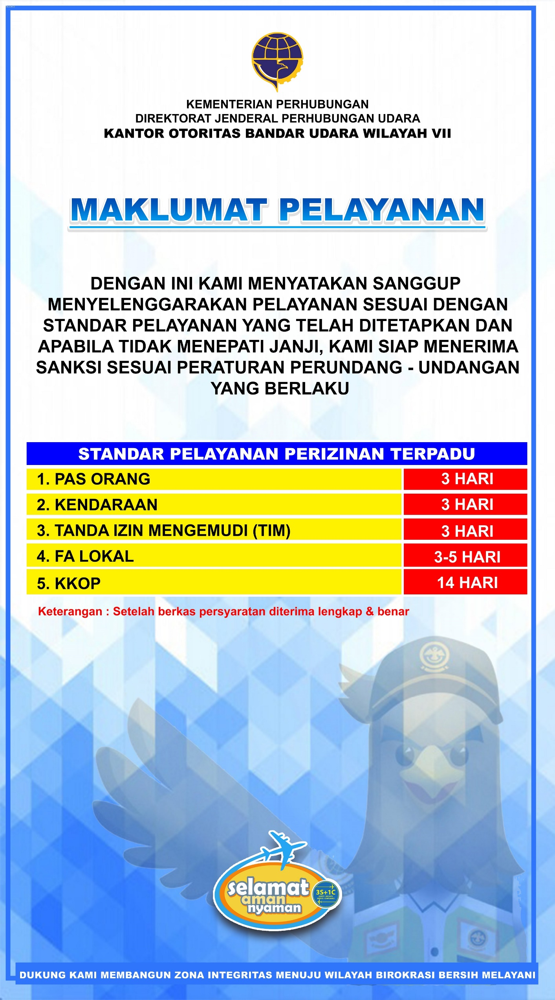 KEMENTERIAN PERHUBUNGAN
DIREKTORAT JENDERAL PERHUBUNGAN UDARA
KANTOR OTORITAS BANDAR UDARA WILAYAH VII
MAKLUMAT PELAYANAN
DENGAN INI KAMI MENYATAKAN SANGGUP
MENYELENGGARAKAN PELAYANAN SESUAI DENGAN
STANDAR PELAYANAN YANG TELAH DITETAPKAN DAN
APABILA TIDAK MENEPATI JANJI, KAMI SIAP MENERIMA
SANKSI SESUAI PERATURAN PERUNDANG - UNDANGAN
YANG BERLAKU
STANDAR PELAYANAN PERIZINAN TERPADU
1. PAS ORANG 3 HARI
2. KENDARAAN 3 HARI
3. TANDA IZIN MENGEMUDI (TIM) 3 HARI
4. FA LOKAL 3-5 HARI
5. KKOP 14 HARI
Keterangan : Setelah berkas persyaratan diterima lengkap & benar
selamat
aman
nyaman
3S+1C
SAFETY - SECURITY
SERVICE COMPLIANCE
DUKUNG KAMI MEMBANGUN ZONA INTEGRITAS MENUJU WILAYAH BIROKRASI BERSIH MELAYANI